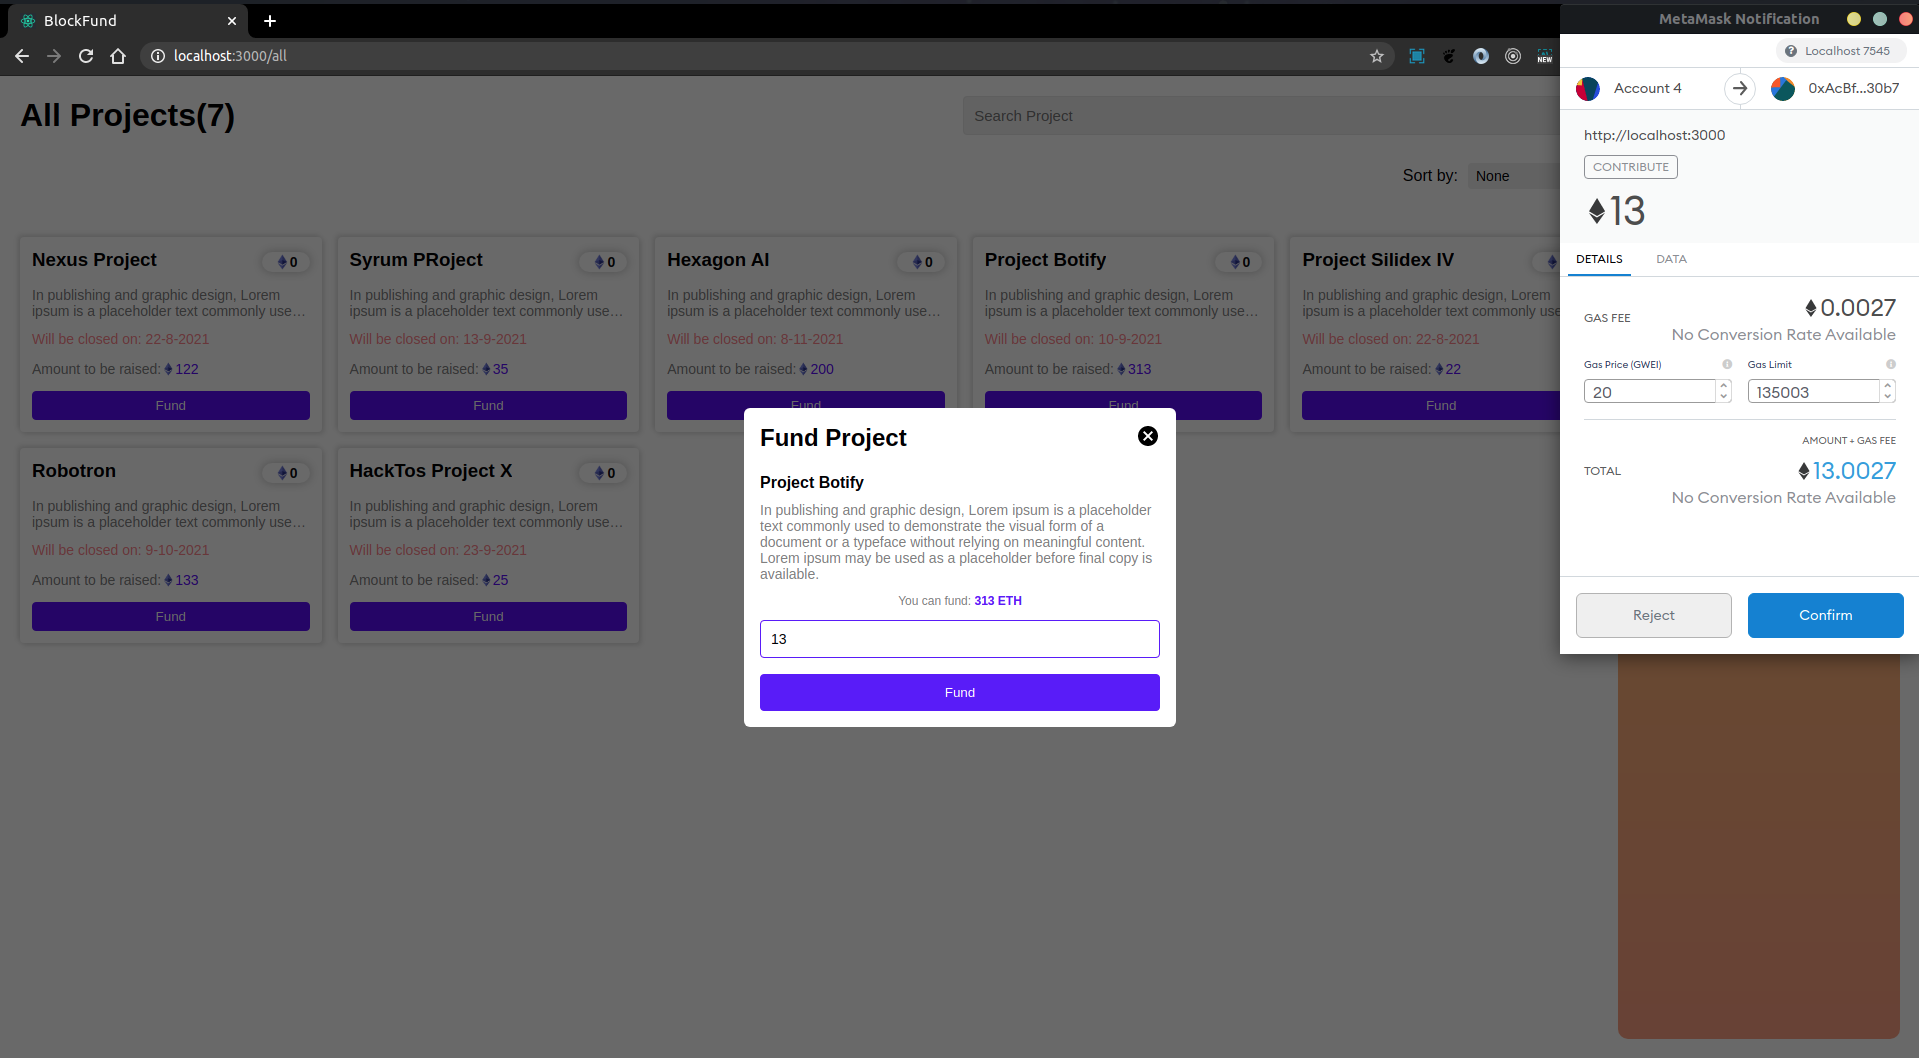 BlockFund
localhost:3000/all
All Projects(7)
Search Project
Sort by: None
Nexus Project
0
In publishing and graphic design, Lorem
ipsum is a placeholder text commonly use...
Will be closed on: 22-8-2021
Amount to be raised: 122
Fund
Syrum PRoject
0
In publishing and graphic design, Lorem
ipsum is a placeholder text commonly use...
Will be closed on: 13-9-2021
Amount to be raised: 35
Fund
Hexagon AI
0
In publishing and graphic design, Lorem
ipsum is a placeholder text commonly use...
Will be closed on: 8-11-2021
Amount to be raised: 200
Fund
Project Botify
0
In publishing and graphic design, Lorem
ipsum is a placeholder text commonly use...
Will be closed on: 10-9-2021
Amount to be raised: 313
Fund
Project Silidex IV
In publishing and graphic design, Lorem
ipsum is a placeholder text commonly use
Will be closed on: 22-8-2021
Amount to be raised: 22
Fund
Robotron
0
In publishing and graphic design, Lorem
ipsum is a placeholder text commonly use...
Will be closed on: 9-10-2021
Amount to be raised: 133
Fund
HackTos Project X
0
In publishing and graphic design, Lorem
ipsum is a placeholder text commonly use...
Will be closed on: 23-9-2021
Amount to be raised: 25
Fund
Fund Project
Project Botify
In publishing and graphic design, Lorem ipsum is a placeholder
text commonly used to demonstrate the visual form of a
document or a typeface without relying on meaningful content.
Lorem ipsum may be used as a placeholder before final copy is
available.
You can fund: 313 ETH
13
Fund
MetaMask Notification
Localhost 7545
Account 4
0xAcBf...30b7
http://localhost:3000
CONTRIBUTE
13
DETAILS
DATA
GAS FEE
0.0027
No Conversion Rate Available
Gas Price (GWEI)
Gas Limit
20
135003
AMOUNT + GAS FEE
TOTAL
13.0027
No Conversion Rate Available
Reject
Confirm
NEW